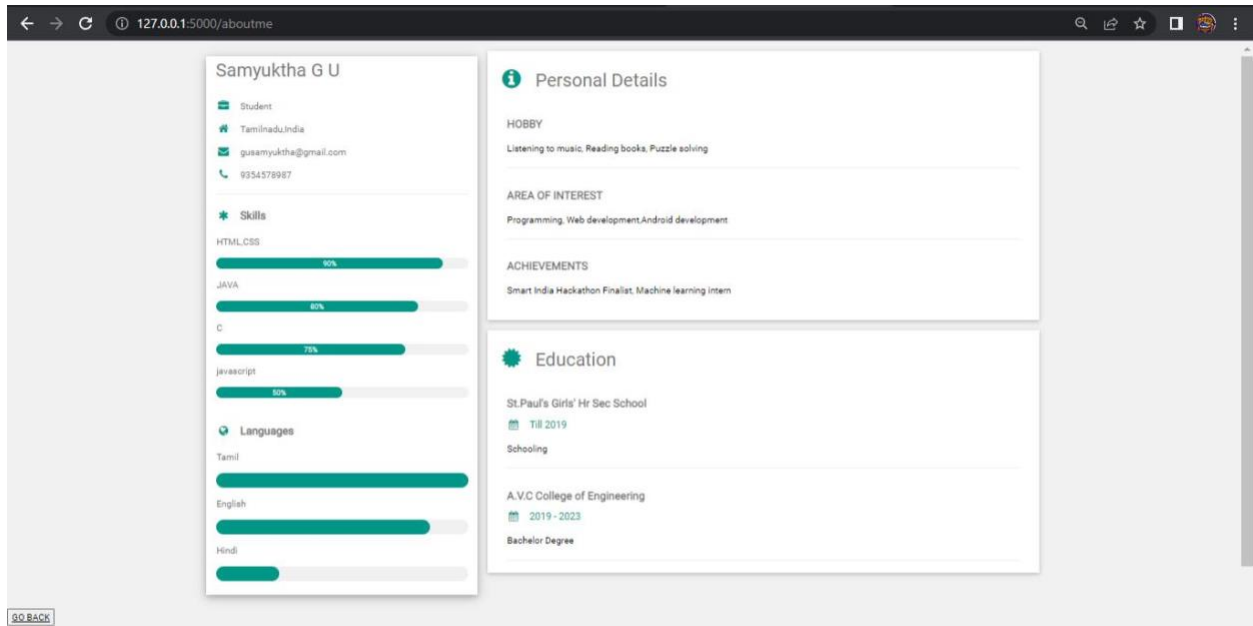 127.0.0.1:5000/aboutme
Samyuktha G U
Student
Tamilnadu,India
gusamyuktha@gmail.com
9354578987
Skills
HTML,CSS
90%
JAVA
80%
C
75%
javascript
50%
Languages
Tamil
English
Hindi
Personal Details
HOBBY
Listening to music, Reading books, Puzzle solving
AREA OF INTEREST
Programming, Web development,Android development
ACHIEVEMENTS
Smart India Hackathon Finalist, Machine learning intern
Education
St.Paul's Girls' Hr Sec School
Till 2019
Schooling
A.V.C College of Engineering
2019 - 2023
Bachelor Degree
GO BACK